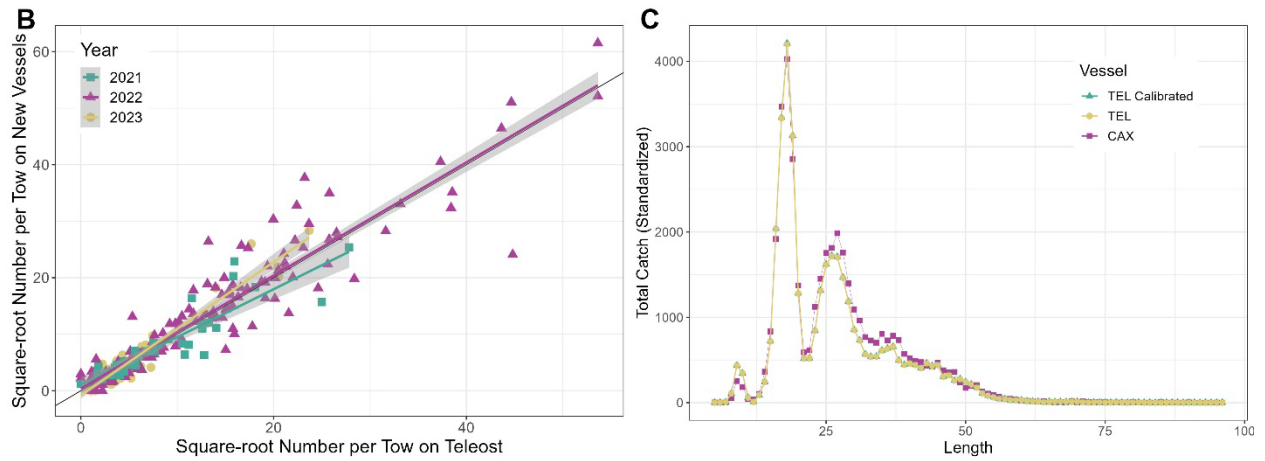 B
Square-root Number per Tow on New Vessels
60
40
20
0
Year
2021
2022
2023
0
20
40
Square-root Number per Tow on Teleost
C
Total Catch (Standardized)
4000
3000
2000
1000
0
Vessel
TEL Calibrated
TEL
CAX
25
50
75
100
Length